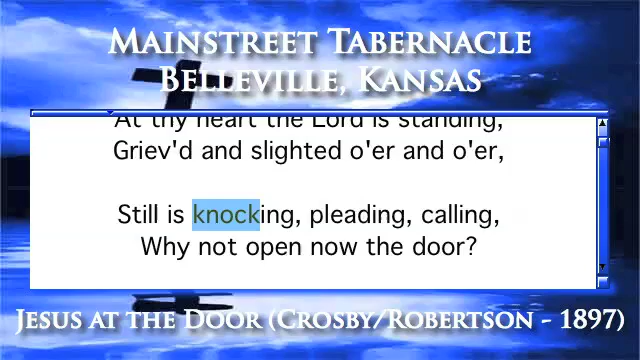 Mainstreet Tabernacle
Belleville, Kansas
At thy heart the Lord is standing,
Griev'd and slighted o'er and o'er,
Still is knocking, pleading, calling,
Why not open now the door?
Jesus at the Door (Crosby/Robertson - 1897)